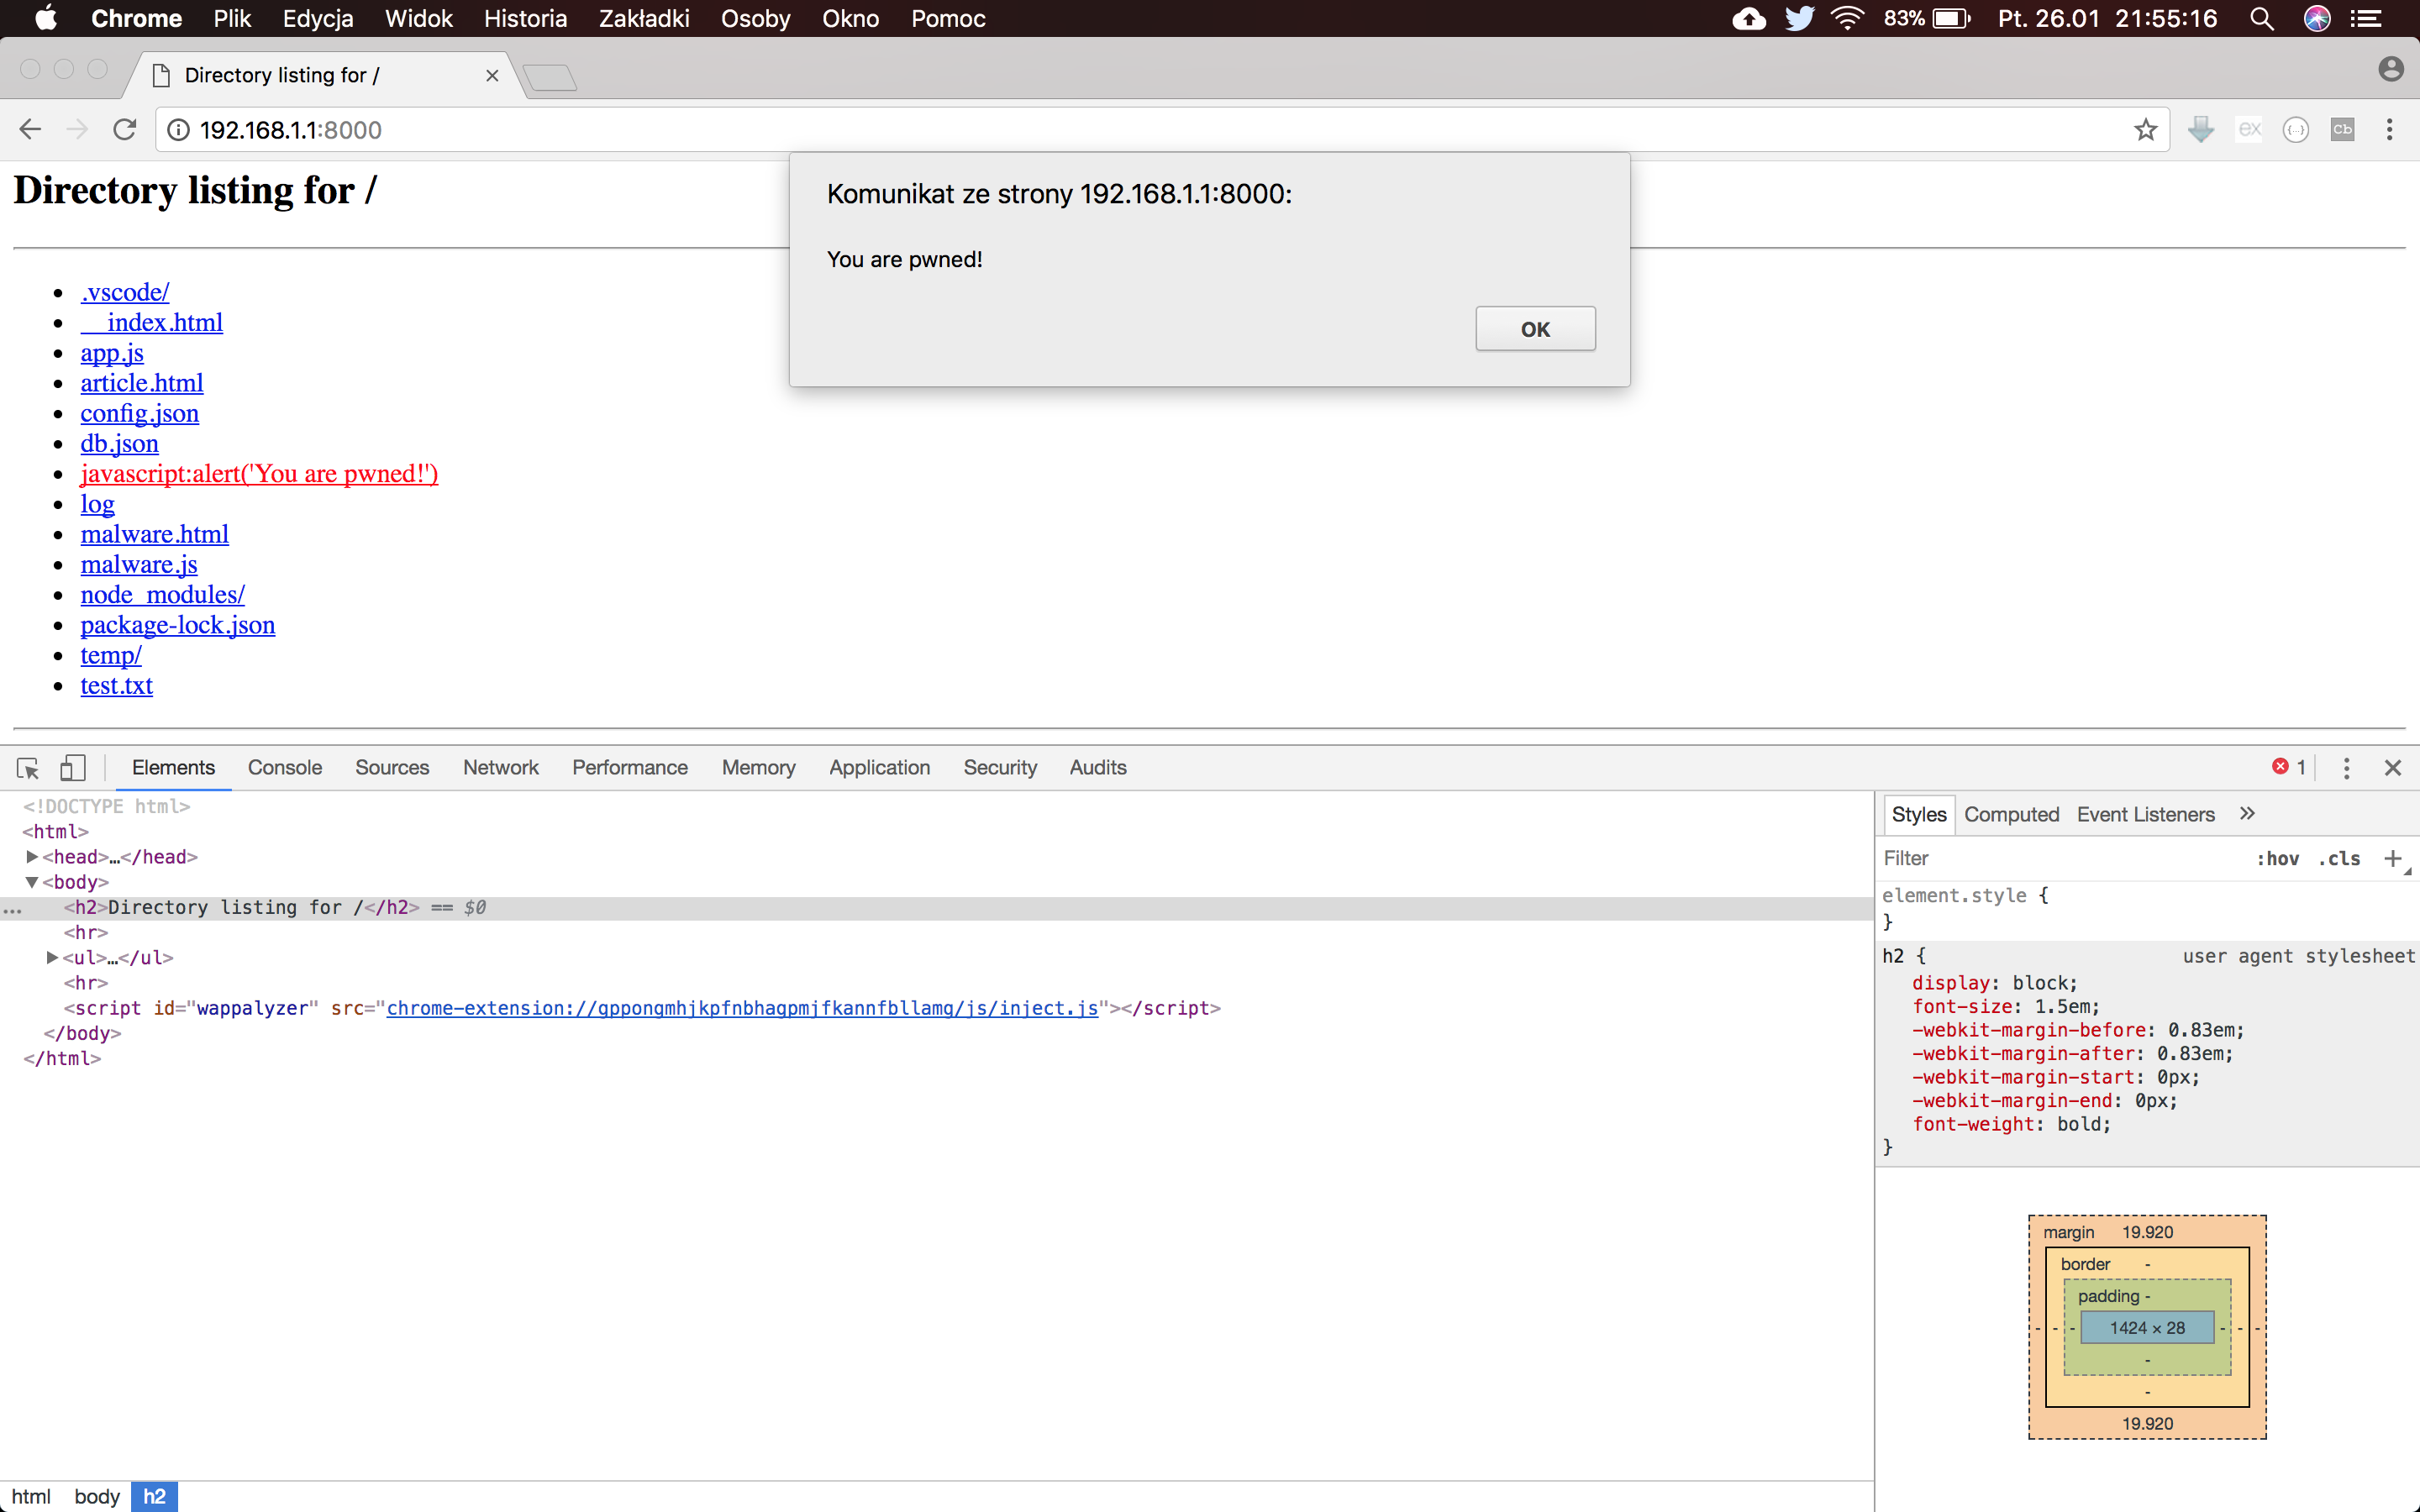 Chrome Plik Edycja Widok Historia Zakładki Osoby Okno Pomoc 83% Pt. 26.01 21:55:16
Directory listing for /
192.168.1.1:8000
ex {...} Cb
Directory listing for /
Komunikat ze strony 192.168.1.1:8000:
You are pwned!
OK
.vscode/
__index.html
app.js
article.html
config.json
db.json
javascript:alert('You are pwned!')
log
malware.html
malware.js
node_modules/
package-lock.json
temp/
test.txt
Elements Console Sources Network Performance Memory Application Security Audits 1
<!DOCTYPE html>
<html>
<head>…</head>
<body>
... <h2>Directory listing for /</h2> == $0
<hr>
<ul>…</ul>
<hr>
<script id="wappalyzer" src="chrome-extension://gppongmhjkpfnbhagpmjfkannfbllamg/js/inject.js"></script>
</body>
</html>
Styles Computed Event Listeners »
Filter :hov .cls +
element.style {
}
h2 { user agent stylesheet
display: block;
font-size: 1.5em;
-webkit-margin-before: 0.83em;
-webkit-margin-after: 0.83em;
-webkit-margin-start: 0px;
-webkit-margin-end: 0px;
font-weight: bold;
}
margin 19.920
border -
padding -
- - - 1424 × 28 - - -
-
-
19.920
html body h2